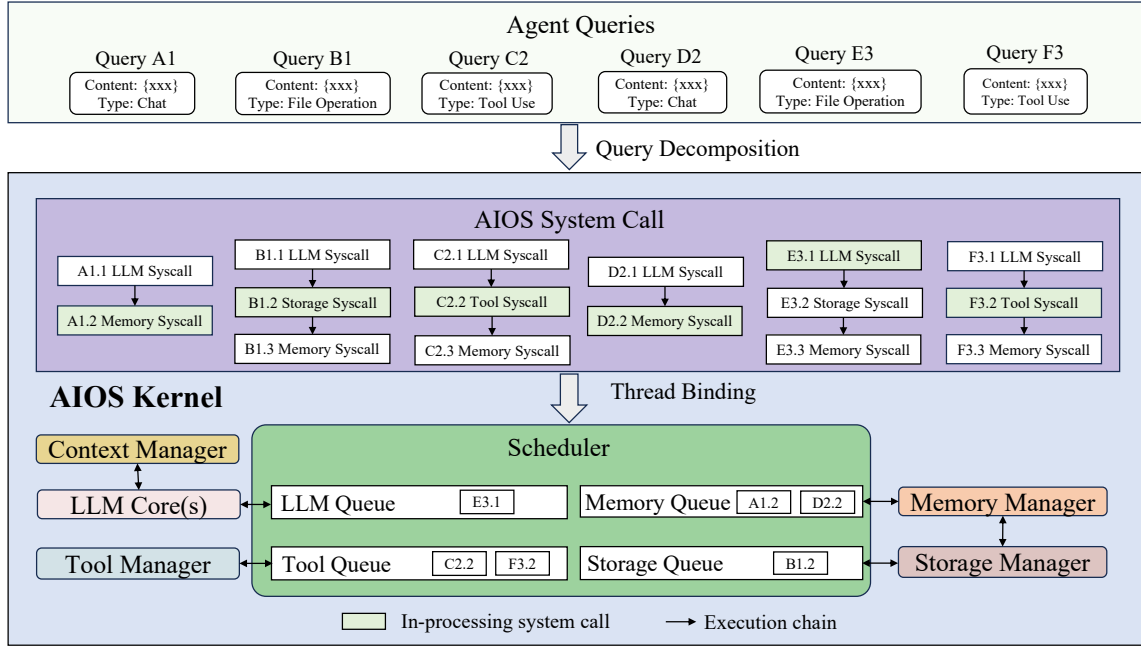 Agent Queries
Query A1
Content: {xxx}
Type: Chat
Query B1
Content: {xxx}
Type: File Operation
Query C2
Content: {xxx}
Type: Tool Use
Query D2
Content: {xxx}
Type: Chat
Query E3
Content: {xxx}
Type: File Operation
Query F3
Content: {xxx}
Type: Tool Use
Query Decomposition
AIOS System Call
A1.1 LLM Syscall
A1.2 Memory Syscall
B1.1 LLM Syscall
B1.2 Storage Syscall
B1.3 Memory Syscall
C2.1 LLM Syscall
C2.2 Tool Syscall
C2.3 Memory Syscall
D2.1 LLM Syscall
D2.2 Memory Syscall
E3.1 LLM Syscall
E3.2 Storage Syscall
E3.3 Memory Syscall
F3.1 LLM Syscall
F3.2 Tool Syscall
F3.3 Memory Syscall
AIOS Kernel
Thread Binding
Context Manager
LLM Core(s)
Tool Manager
Scheduler
LLM Queue
E3.1
Memory Queue
A1.2
D2.2
Tool Queue
C2.2
F3.2
Storage Queue
B1.2
Memory Manager
Storage Manager
In-processing system call
Execution chain